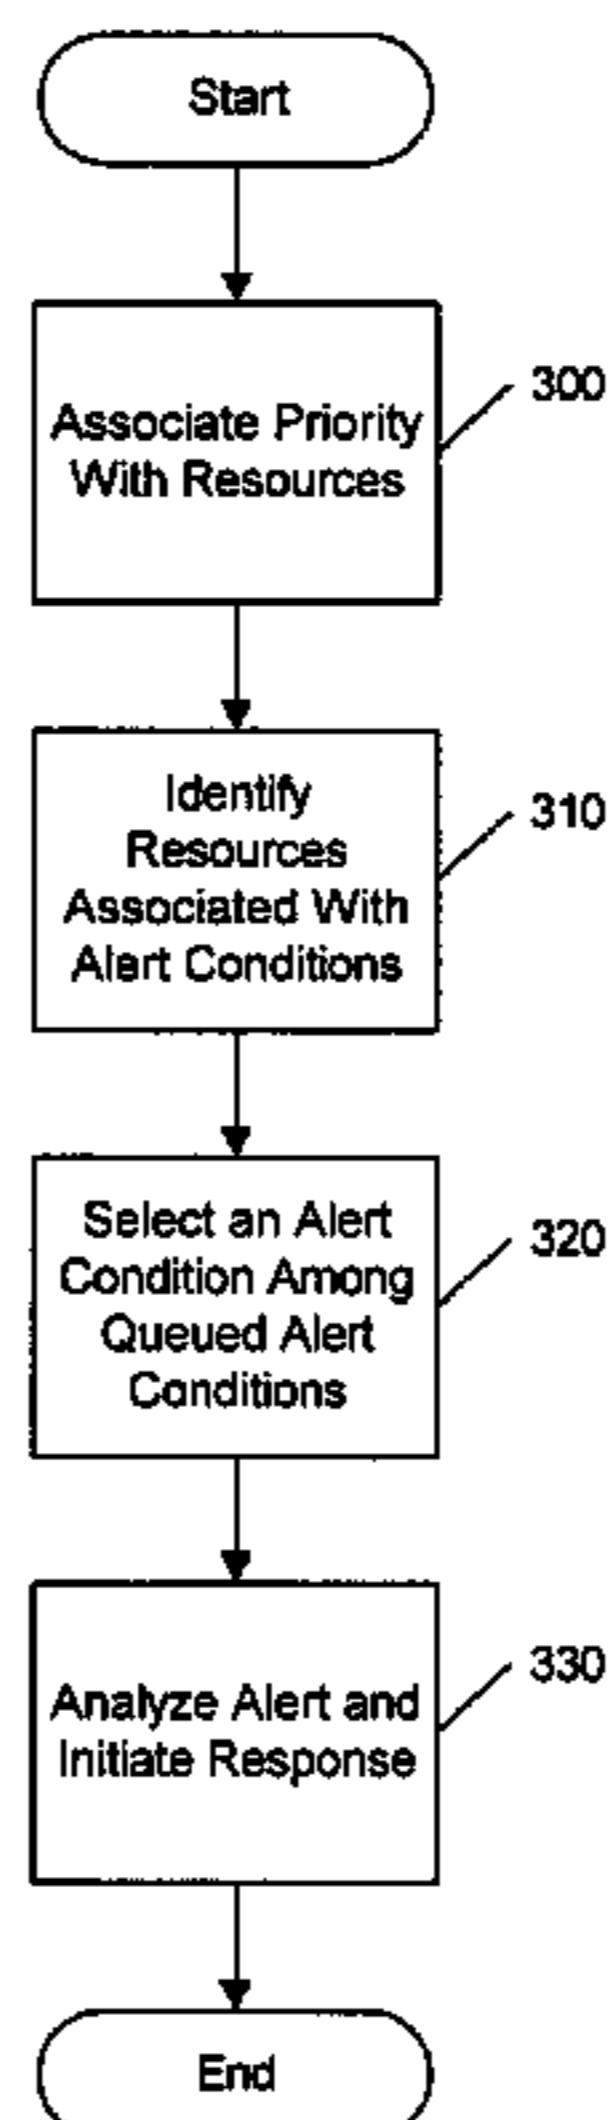 Start
Associate Priority
With Resources
300
Identify
Resources
Associated With
Alert Conditions
310
Select an Alert
Condition Among
Queued Alert
Conditions
320
Analyze Alert and
Initiate Response
330
End